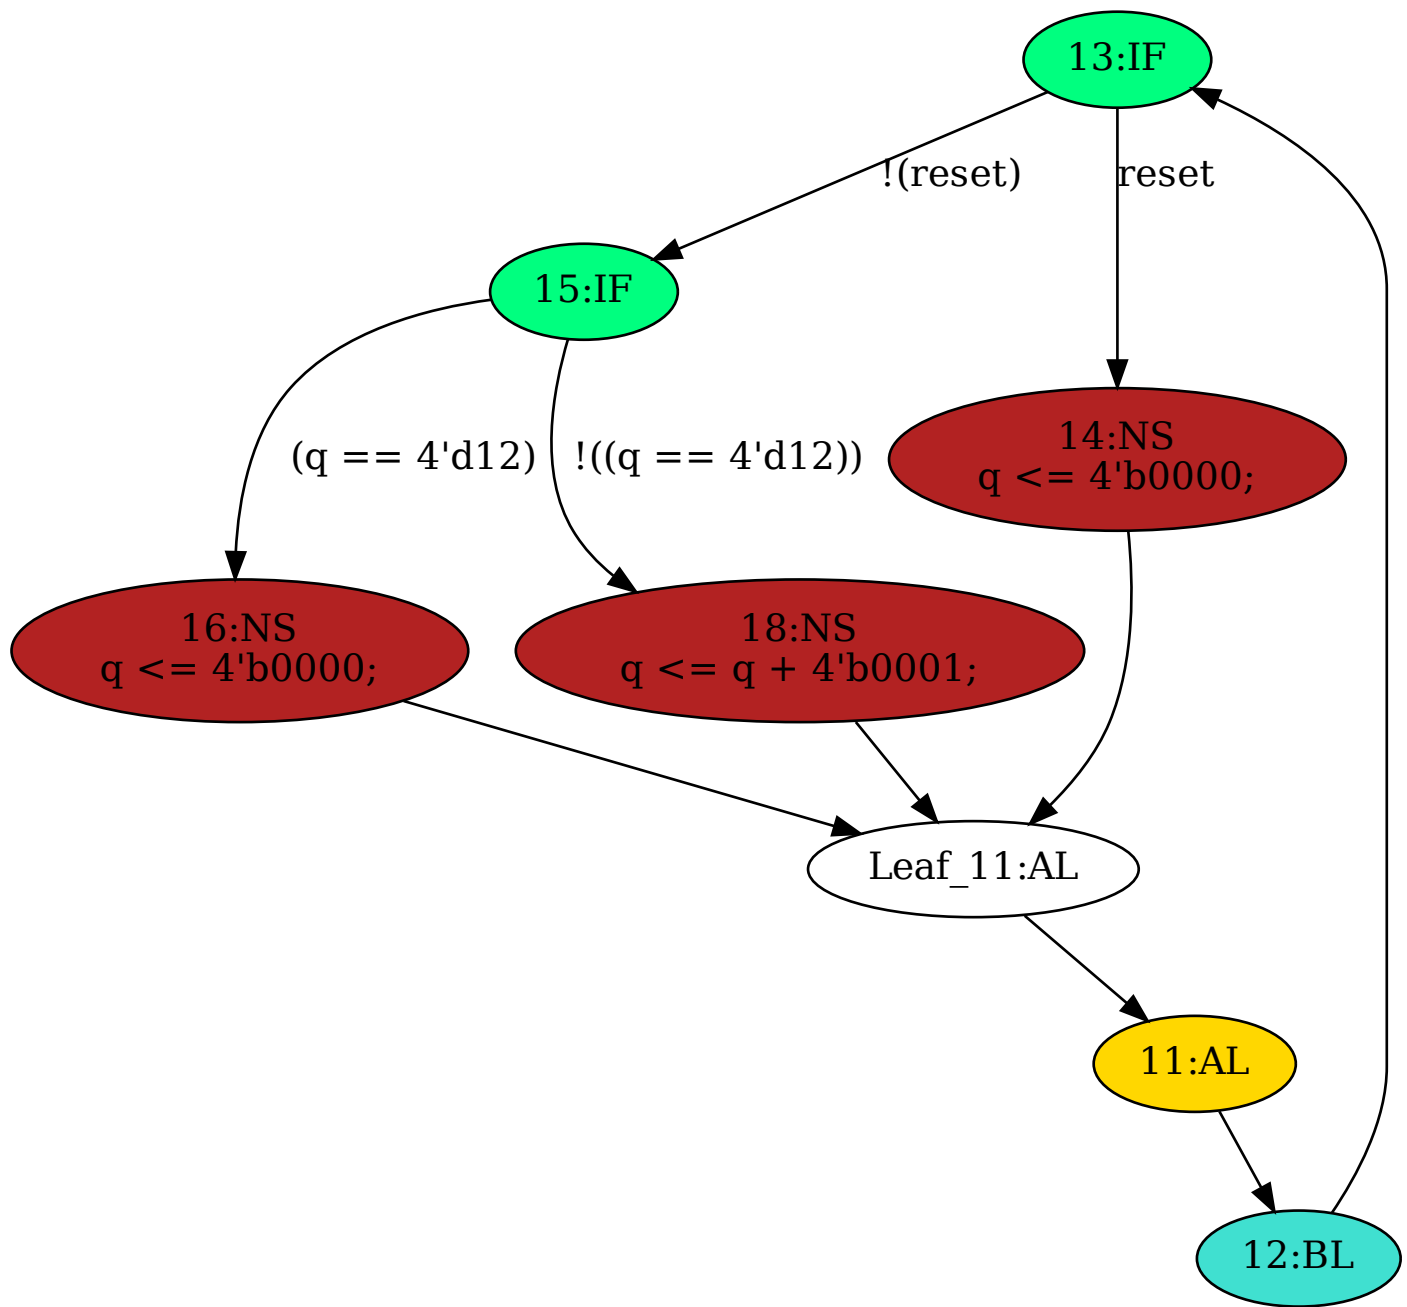 13:IF
!(reset)
reset
15:IF
14:NS
q <= 4'b0000;
(q == 4'd12)
!((q == 4'd12))
16:NS
q <= 4'b0000;
18:NS
q <= q + 4'b0001;
Leaf_11:AL
11:AL
12:BL